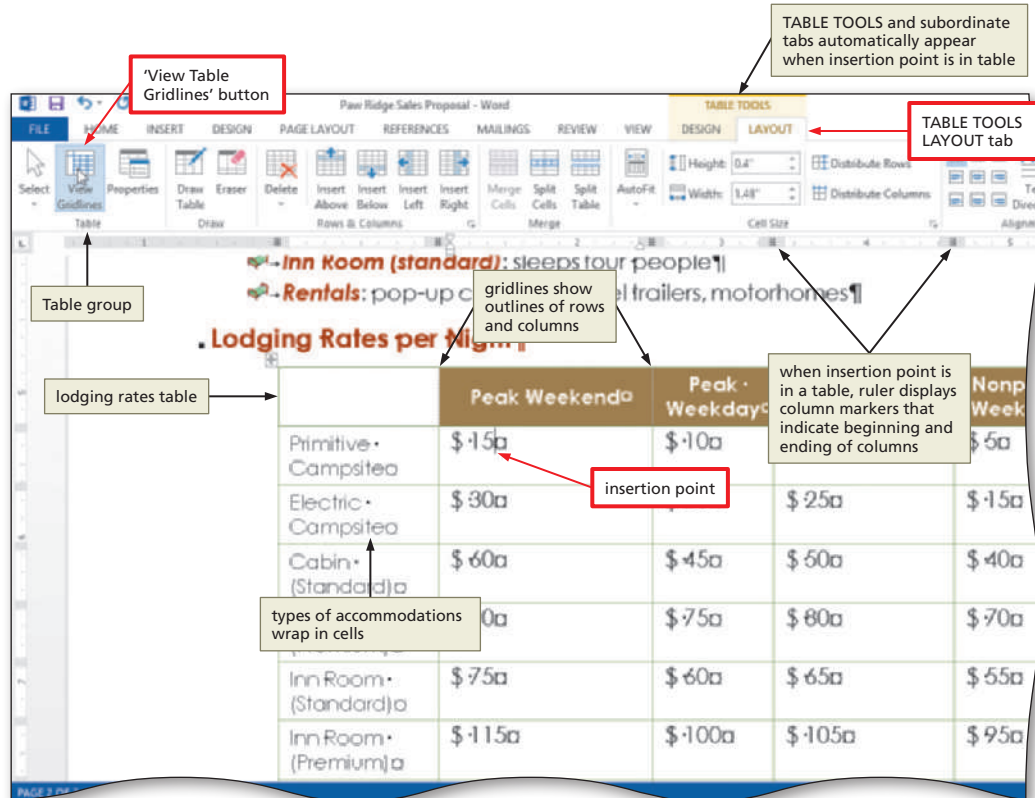 TABLE TOOLS and subordinate
tabs automatically appear
when insertion point is in table
'View Table
Gridlines' button
Paw Ridge Sales Proposal - Word
TABLE TOOLS
FILE HOME INSERT DESIGN PAGE LAYOUT REFERENCES MAILINGS REVIEW VIEW DESIGN LAYOUT
TABLE TOOLS
LAYOUT tab
Select
View
Gridlines
Properties
Draw
Table
Eraser
Delete
Insert
Above
Insert
Below
Insert
Left
Insert
Right
Merge
Cells
Split
Cells
Split
Table
AutoFit
Height: 0.4"
Width: 1.48"
Distribute Rows
Distribute Columns
Table
Draw
Rows & Columns
Merge
Cell Size
Table group
Inn Room (standard): sleeps four people¶
Rentals: pop-up
trailers, motorhomes¶
gridlines show
outlines of rows
and columns
Lodging Rates per Night¶
lodging rates table
when insertion point is
in a table, ruler displays
column markers that
indicate beginning and
ending of columns
Peak Weekend¤
Peak·
Weekday¤
Primitive·
Campsite¤
$·15¤
$·10¤
$·5¤
insertion point
Electric·
Campsite¤
$·30¤
$·25¤
$·15¤
Cabin·
(Standard)¤
$·60¤
$·45¤
$·50¤
$·40¤
types of accommodations
wrap in cells
$·75¤
$·80¤
$·70¤
Inn Room·
(Standard)¤
$·75¤
$·60¤
$·65¤
$·55¤
Inn Room·
(Premium)¤
$·115¤
$·100¤
$·105¤
$·95¤
PAGE 2 OF